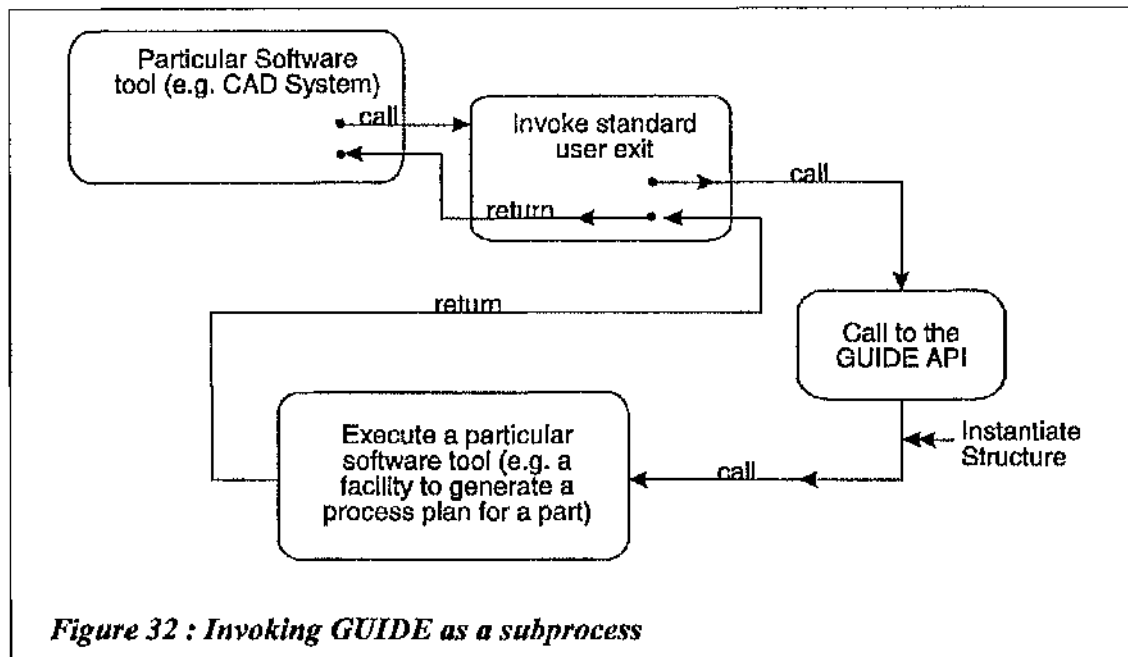 Particular Software
tool (e.g. CAD System)
call
Invoke standard
user exit
call
return
return
Call to the
GUIDE API
Instantiate
Structure
call
Execute a particular
software tool (e.g. a
facility to generate a
process plan for a part)
Figure 32 : Invoking GUIDE as a subprocess